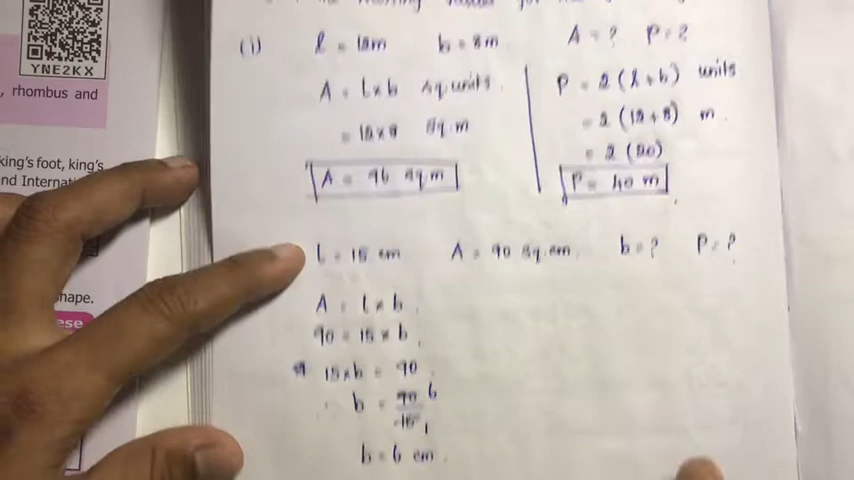 YNE2KX
, rhombus and
king's foot, king's
nd Internat
hape.
ese
(i) l = 12m b = 8m A = ? P = ?
A = l × b sq.units.
= 12 × 8 sq.m
A = 96 sq m
P = 2 (l + b) units
= 2 (12 + 8) m.
= 2 (20)
P = 40 m
l = 15 cm A = 90 sq.cm. b = ? P = ?
A = l × b.
90 = 15 × b.
15 × b = 90
b = 90 6
15 1
b = 6 cm.